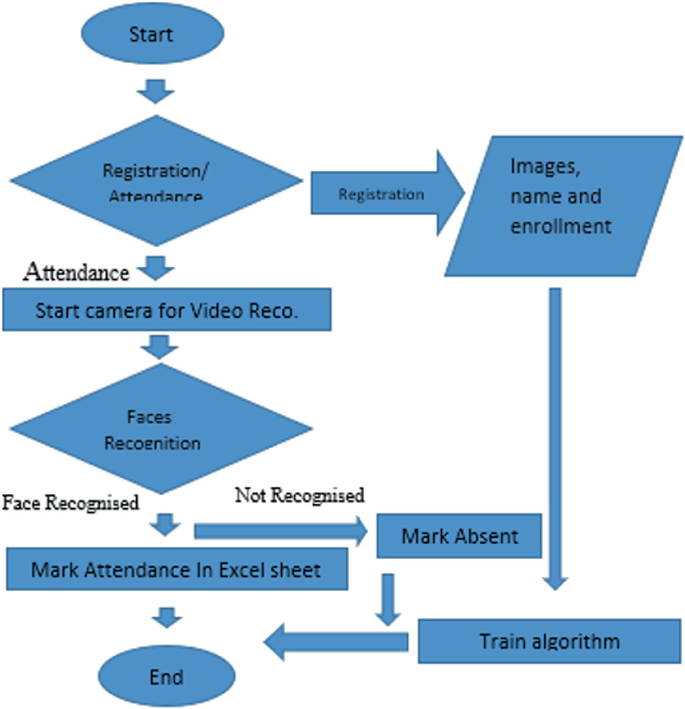 Start
Registration/
Attendance
Registration
Images,
name and
enrollment
Attendance
Start camera for Video Reco.
Faces
Recognition
Face Recognised
Not Recognised
Mark Absent
Mark Attendance In Excel sheet
Train algorithm
End